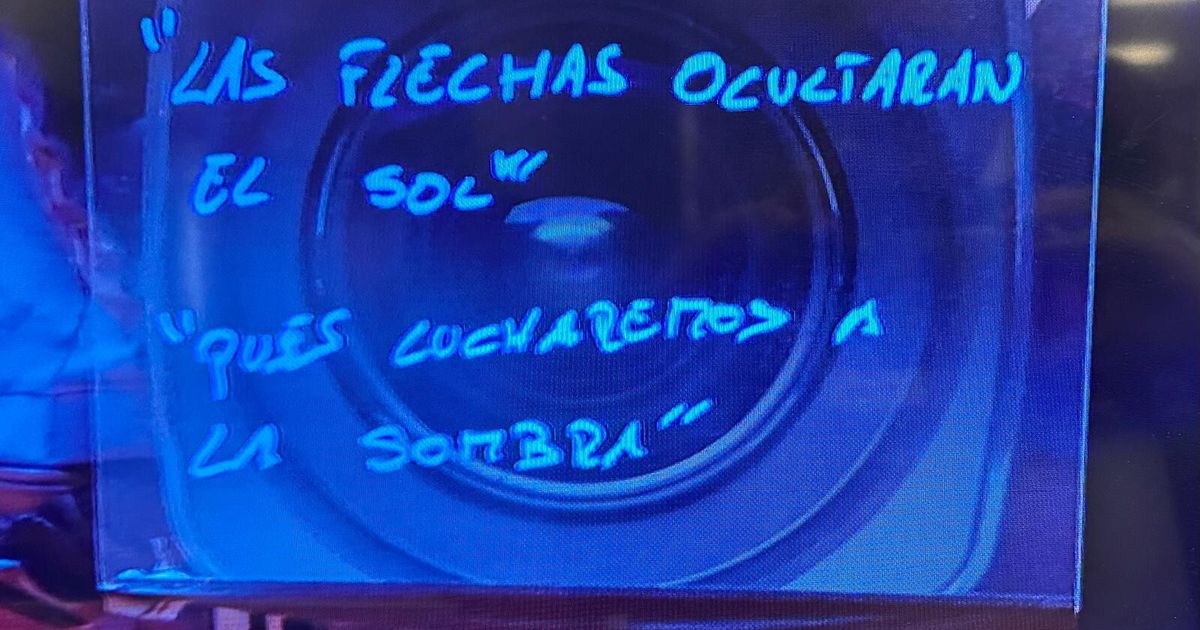 "LAS FLECHAS OCULTARAN
EL SOL"
"PUES LUCHAREMOS A
LA SOMBRA"